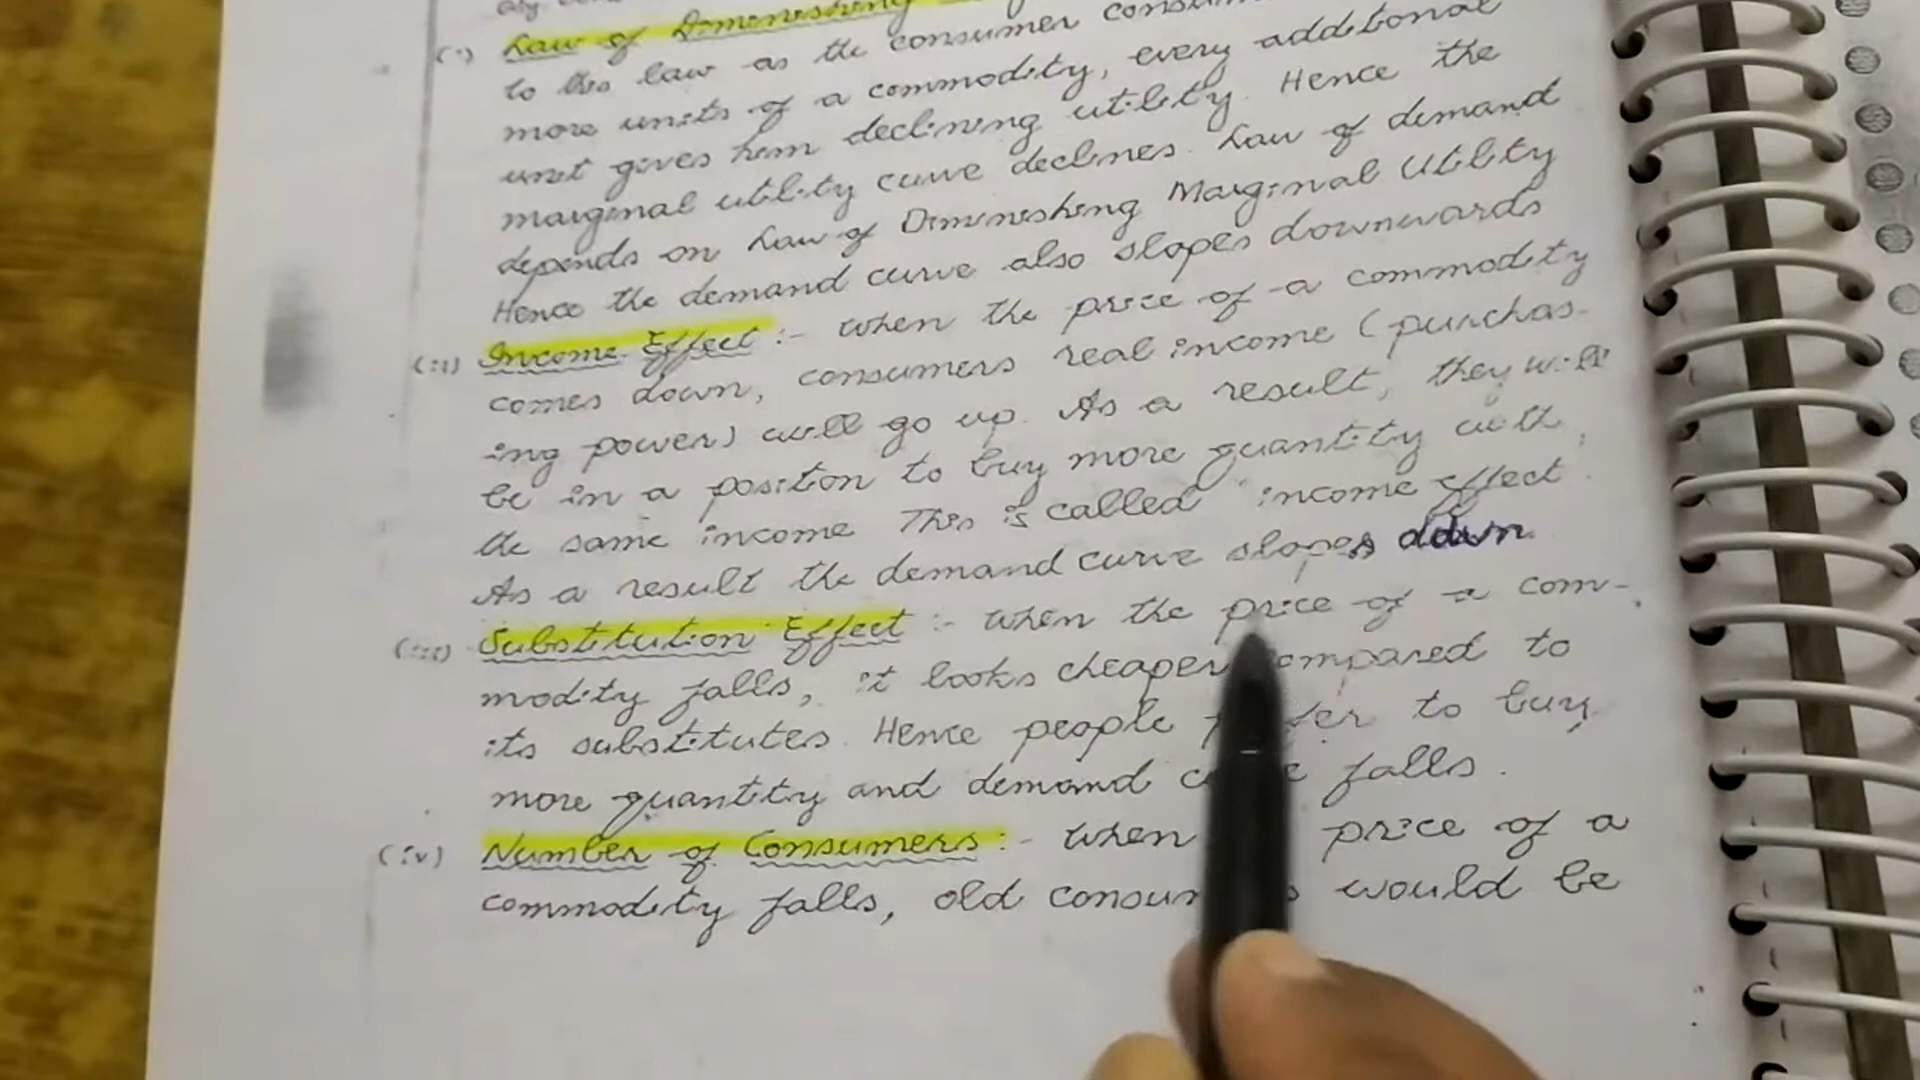 (i) Law of Diminishing
to this law as the consumer
more units of a commodity, every additional
unit gives him declining utility. Hence the
marginal utility curve declines. Law of demand
depends on Law of Diminishing Marginal Utility
Hence the demand curve also slopes downwards
(ii) Income Effect :- When the price of a commodity
comes down, consumers real income (purchas-
ing power) will go up. As a result, they will
be in a position to buy more quantity with
the same income This is called income effect.
As a result the demand curve slopes down
(iii) Substitution Effect :- When the price of a com-
modity falls, it looks cheaper compared to
its substitutes. Hence people to buy
more quantity and demand falls.
(iv) Number of Consumers :- When price of a
commodity falls, old would be